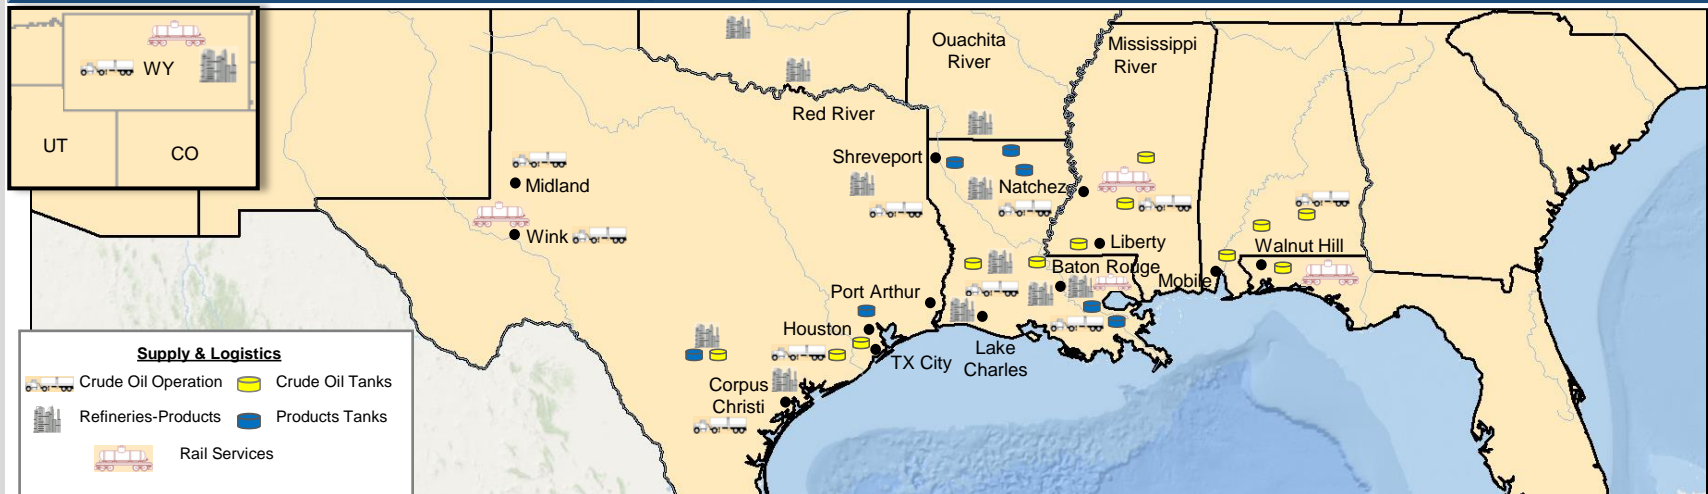 WY
UT
CO
Ouachita
River
Mississippi
River
Red River
Shreveport
Natchez
Midland
Wink
Liberty
Walnut Hill
Baton Rouge
Mobile
Port Arthur
Houston
TX City
Lake
Charles
Corpus
Christi
Supply & Logistics
Crude Oil Operation
Crude Oil Tanks
Refineries-Products
Products Tanks
Rail Services